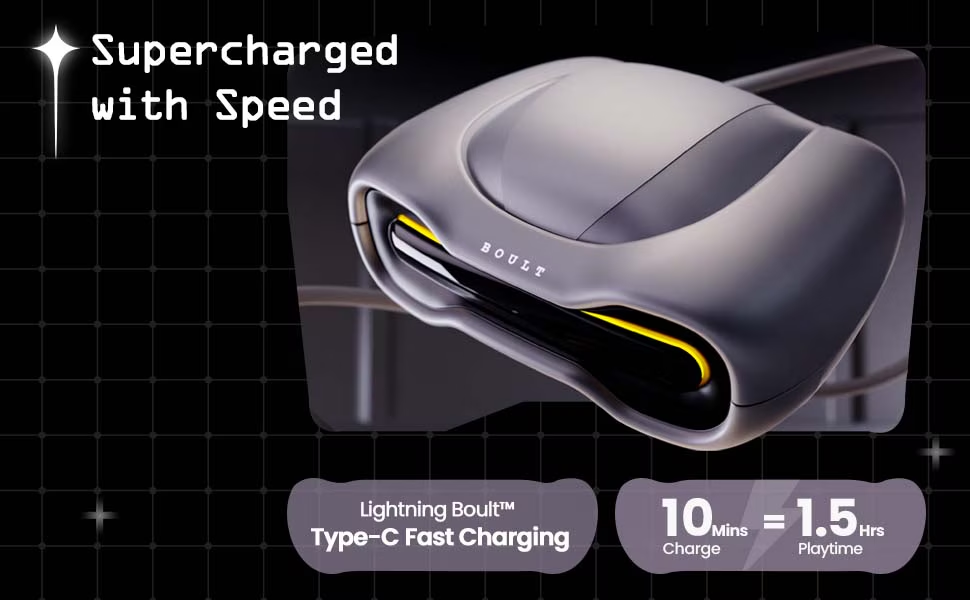 Supercharged
with Speed
BOULT
Lightning Boult™
Type-C Fast Charging
10Mins = 1.5Hrs
Charge Playtime